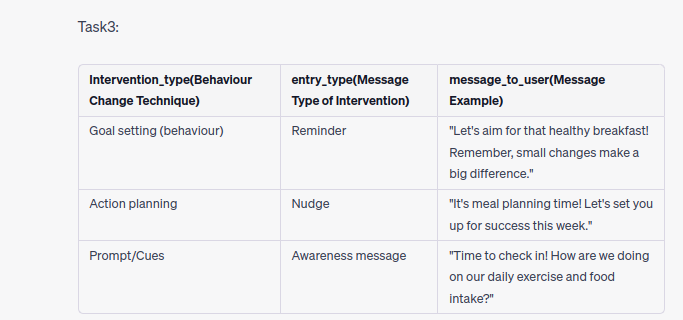 Task3:
Intervention_type(Behaviour Change Technique)
entry_type(Message Type of Intervention)
message_to_user(Message Example)
Goal setting (behaviour)
Reminder
"Let's aim for that healthy breakfast!
Remember, small changes make a
big difference."
Action planning
Nudge
"It's meal planning time! Let's set you
up for success this week."
Prompt/Cues
Awareness message
"Time to check in! How are we doing
on our daily exercise and food
intake?"